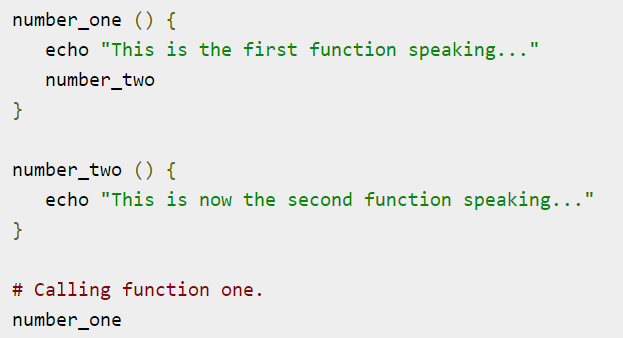 number_one () {
   echo "This is the first function speaking..."
   number_two
}

number_two () {
   echo "This is now the second function speaking..."
}

# Calling function one.
number_one